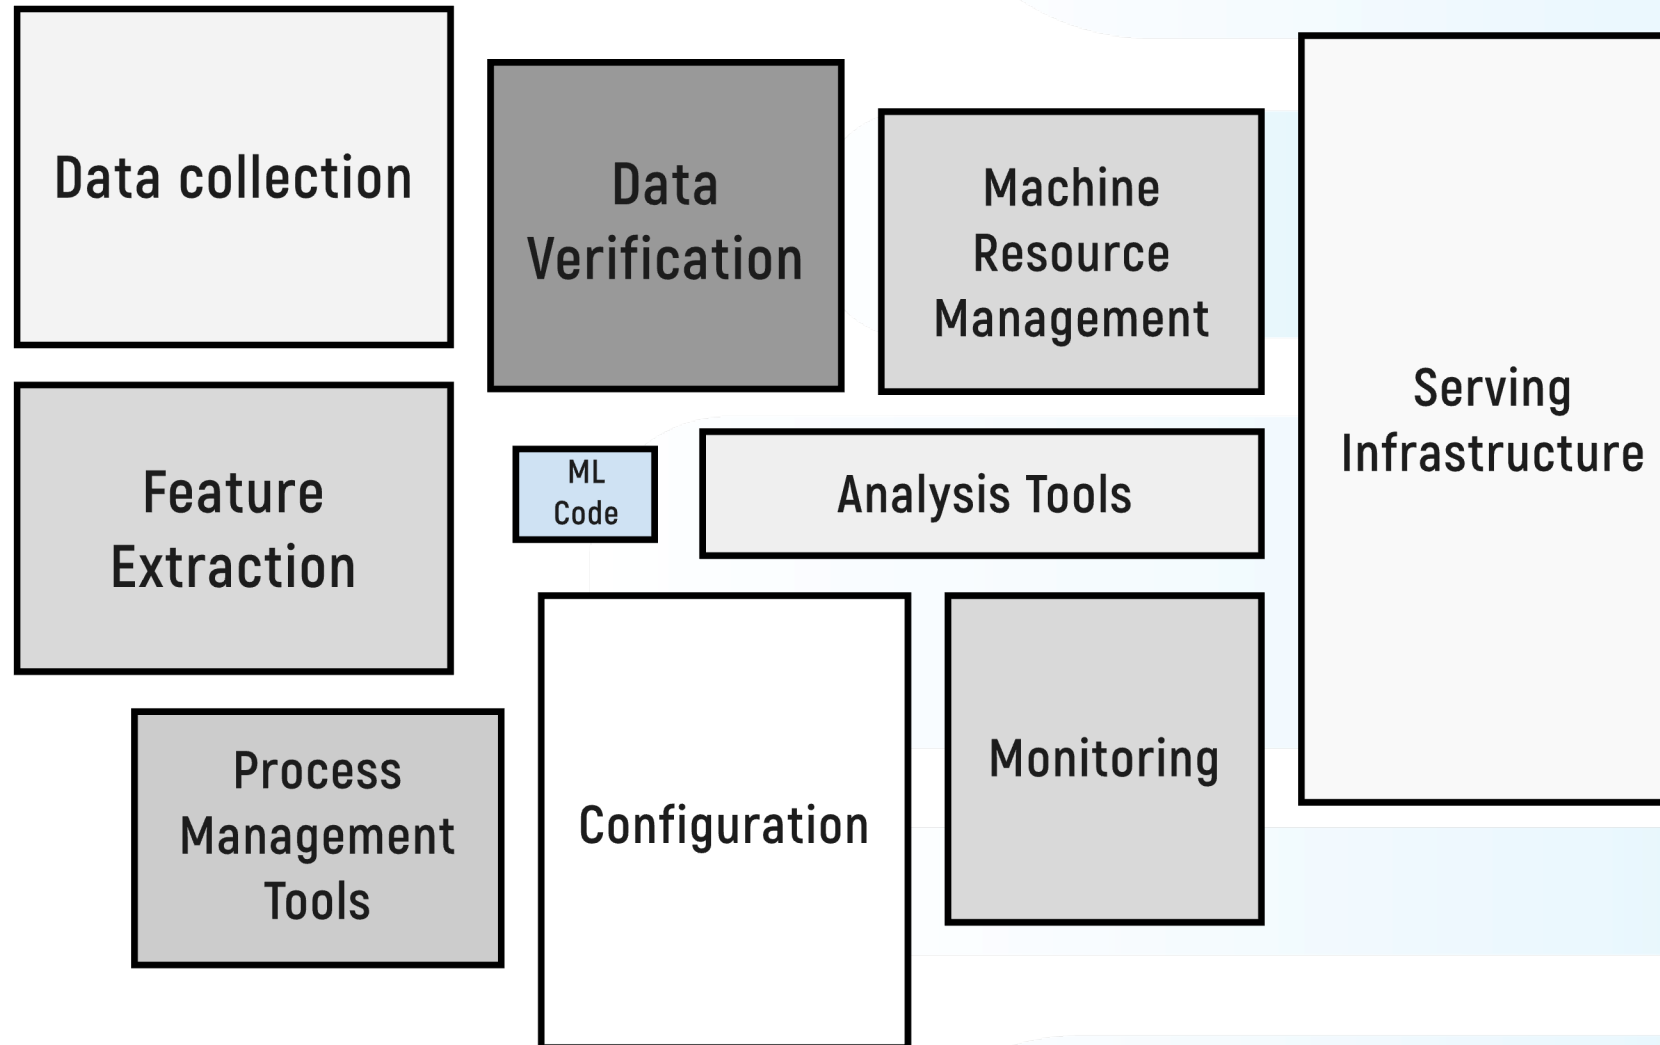 Data collection
Data
Verification
Machine
Resource
Management
Serving
Infrastructure
Feature
Extraction
ML
Code
Analysis Tools
Process
Management
Tools
Configuration
Monitoring